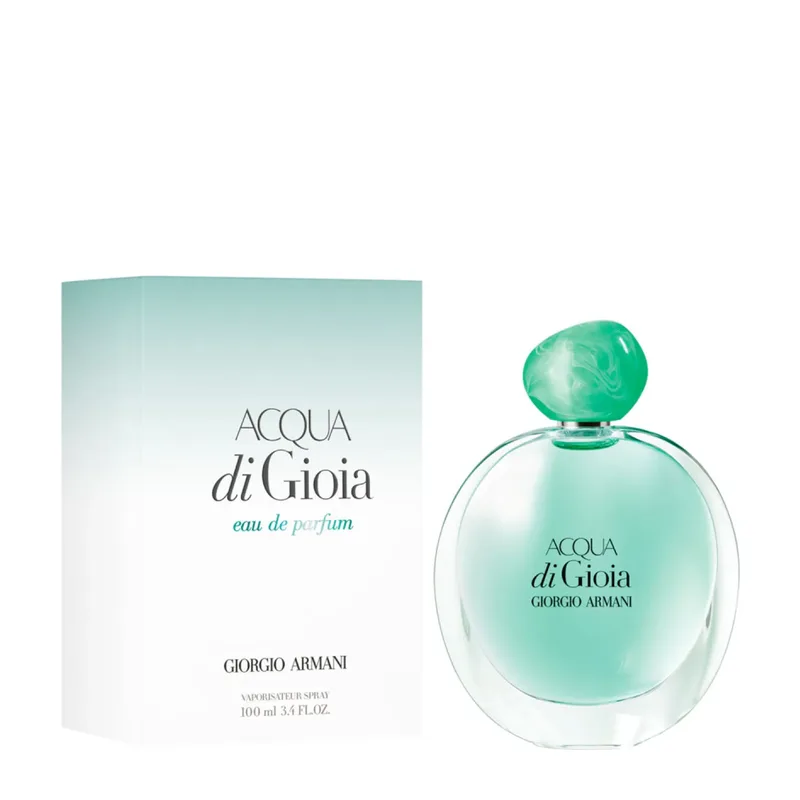 ACQUA
di Gioia
eau de parfum
GIORGIO ARMANI
VAPORISATEUR SPRAY
100 ml 3.4 FL.OZ.
ACQUA
di Gioia
GIORGIO ARMANI